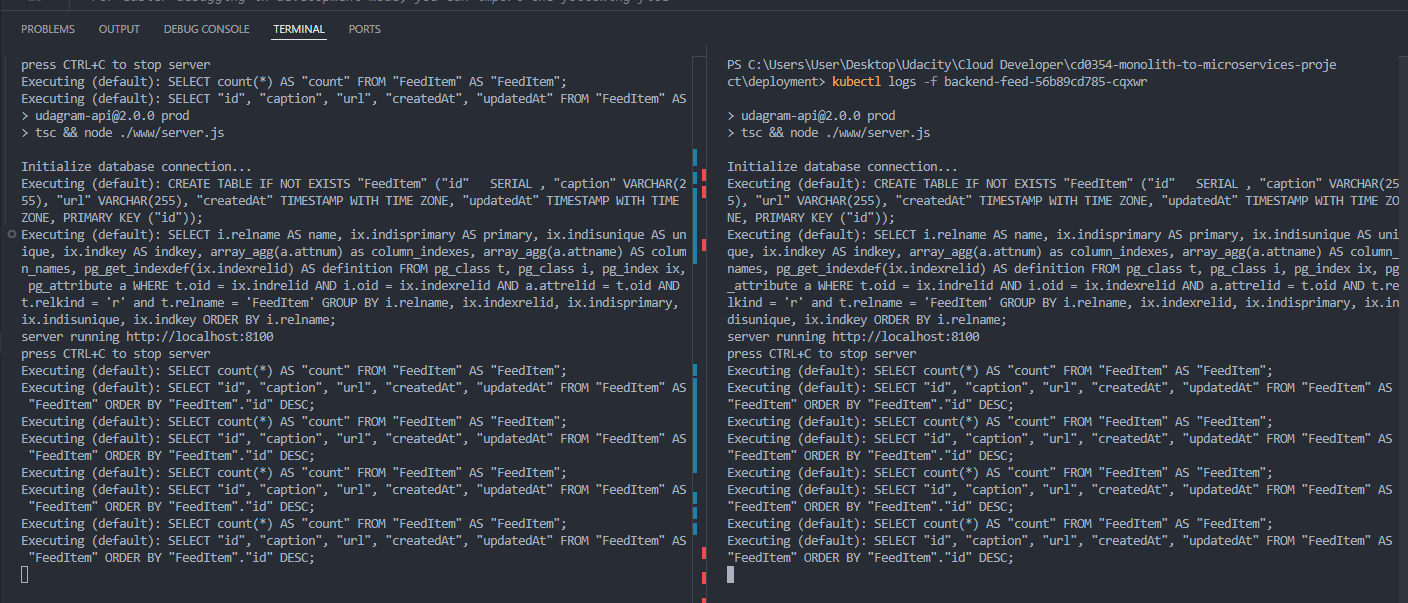 PROBLEMS OUTPUT DEBUG CONSOLE TERMINAL PORTS
press CTRL+C to stop server
Executing (default): SELECT count(*) AS "count" FROM "FeedItem" AS "FeedItem";
Executing (default): SELECT "id", "caption", "url", "createdAt", "updatedAt" FROM "FeedItem" AS
> udagram-api@2.0.0 prod
> tsc && node ./www/server.js
Initialize database connection...
Executing (default): CREATE TABLE IF NOT EXISTS "FeedItem" ("id"   SERIAL , "caption" VARCHAR(2
55), "url" VARCHAR(255), "createdAt" TIMESTAMP WITH TIME ZONE, "updatedAt" TIMESTAMP WITH TIME
ZONE, PRIMARY KEY ("id"));
Executing (default): SELECT i.relname AS name, ix.indisprimary AS primary, ix.indisunique AS un
ique, ix.indkey AS indkey, array_agg(a.attnum) as column_indexes, array_agg(a.attname) AS colum
n_names, pg_get_indexdef(ix.indexrelid) AS definition FROM pg_class t, pg_class i, pg_index ix,
pg_attribute a WHERE t.oid = ix.indrelid AND i.oid = ix.indexrelid AND a.attrelid = t.oid AND
t.relkind = 'r' and t.relname = 'FeedItem' GROUP BY i.relname, ix.indexrelid, ix.indisprimary,
ix.indisunique, ix.indkey ORDER BY i.relname;
server running http://localhost:8100
press CTRL+C to stop server
Executing (default): SELECT count(*) AS "count" FROM "FeedItem" AS "FeedItem";
Executing (default): SELECT "id", "caption", "url", "createdAt", "updatedAt" FROM "FeedItem" AS
"FeedItem" ORDER BY "FeedItem"."id" DESC;
Executing (default): SELECT count(*) AS "count" FROM "FeedItem" AS "FeedItem";
Executing (default): SELECT "id", "caption", "url", "createdAt", "updatedAt" FROM "FeedItem" AS
"FeedItem" ORDER BY "FeedItem"."id" DESC;
Executing (default): SELECT count(*) AS "count" FROM "FeedItem" AS "FeedItem";
Executing (default): SELECT "id", "caption", "url", "createdAt", "updatedAt" FROM "FeedItem" AS
"FeedItem" ORDER BY "FeedItem"."id" DESC;
Executing (default): SELECT count(*) AS "count" FROM "FeedItem" AS "FeedItem";
Executing (default): SELECT "id", "caption", "url", "createdAt", "updatedAt" FROM "FeedItem" AS
"FeedItem" ORDER BY "FeedItem"."id" DESC;
PS C:\Users\User\Desktop\Udacity\Cloud Developer\cd0354-monolith-to-microservices-proje
ct\deployment> kubectl logs -f backend-feed-56b89cd785-cqxwr
> udagram-api@2.0.0 prod
> tsc && node ./www/server.js
Initialize database connection...
Executing (default): CREATE TABLE IF NOT EXISTS "FeedItem" ("id"   SERIAL , "caption" VARCHAR(25
5), "url" VARCHAR(255), "createdAt" TIMESTAMP WITH TIME ZONE, "updatedAt" TIMESTAMP WITH TIME ZO
NE, PRIMARY KEY ("id"));
Executing (default): SELECT i.relname AS name, ix.indisprimary AS primary, ix.indisunique AS uni
que, ix.indkey AS indkey, array_agg(a.attnum) as column_indexes, array_agg(a.attname) AS column_
names, pg_get_indexdef(ix.indexrelid) AS definition FROM pg_class t, pg_class i, pg_index ix, pg
_attribute a WHERE t.oid = ix.indrelid AND i.oid = ix.indexrelid AND a.attrelid = t.oid AND t.re
lkind = 'r' and t.relname = 'FeedItem' GROUP BY i.relname, ix.indexrelid, ix.indisprimary, ix.in
disunique, ix.indkey ORDER BY i.relname;
server running http://localhost:8100
press CTRL+C to stop server
Executing (default): SELECT count(*) AS "count" FROM "FeedItem" AS "FeedItem";
Executing (default): SELECT "id", "caption", "url", "createdAt", "updatedAt" FROM "FeedItem" AS
"FeedItem" ORDER BY "FeedItem"."id" DESC;
Executing (default): SELECT count(*) AS "count" FROM "FeedItem" AS "FeedItem";
Executing (default): SELECT "id", "caption", "url", "createdAt", "updatedAt" FROM "FeedItem" AS
"FeedItem" ORDER BY "FeedItem"."id" DESC;
Executing (default): SELECT count(*) AS "count" FROM "FeedItem" AS "FeedItem";
Executing (default): SELECT "id", "caption", "url", "createdAt", "updatedAt" FROM "FeedItem" AS
"FeedItem" ORDER BY "FeedItem"."id" DESC;
Executing (default): SELECT count(*) AS "count" FROM "FeedItem" AS "FeedItem";
Executing (default): SELECT "id", "caption", "url", "createdAt", "updatedAt" FROM "FeedItem" AS
"FeedItem" ORDER BY "FeedItem"."id" DESC;